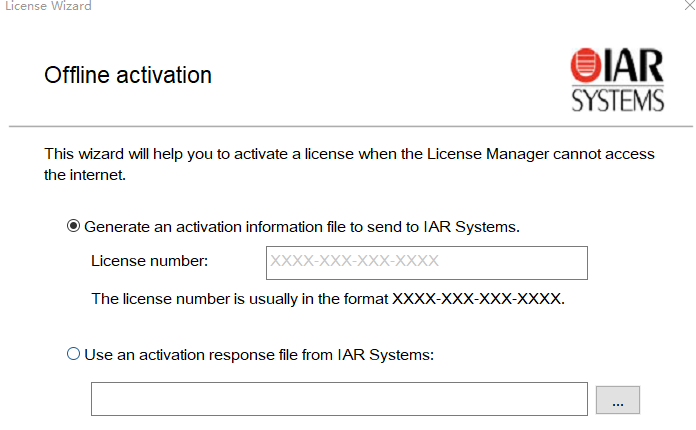 License Wizard
Offline activation
IAR
SYSTEMS
This wizard will help you to activate a license when the License Manager cannot access
the internet.
Generate an activation information file to send to IAR Systems.
License number:
XXXX-XXX-XXX-XXXX
The license number is usually in the format XXXX-XXX-XXX-XXXX.
Use an activation response file from IAR Systems:
...